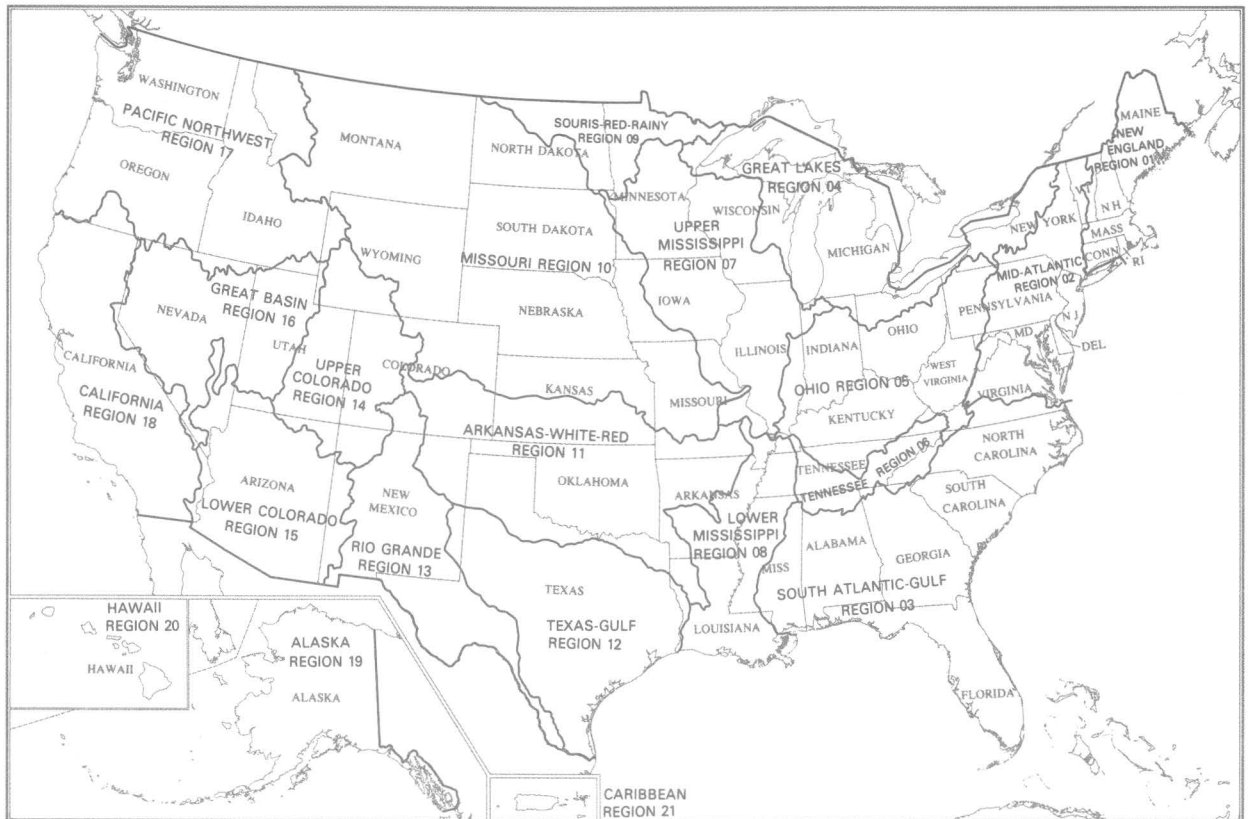 WASHINGTON
PACIFIC NORTHWEST
REGION 17
OREGON
IDAHO
MONTANA
NORTH DAKOTA
SOURIS-RED-RAINY
REGION 09
MINNESOTA
GREAT LAKES
REGION 04
WISCONSIN
MICHIGAN
MAINE
NEW
ENGLAND
REGION 01
VT
NH
NEW YORK
MASS
CONN
RI
MID-ATLANTIC
REGION 02
PENNSYLVANIA
NJ
MD
DEL
WYOMING
SOUTH DAKOTA
MISSOURI REGION 10
UPPER
MISSISSIPPI
REGION 07
IOWA
NEBRASKA
GREAT BASIN
REGION 16
NEVADA
UTAH
UPPER
COLORADO
REGION 14
COLORADO
KANSAS
MISSOURI
ILLINOIS
INDIANA
OHIO
OHIO REGION 05
WEST
VIRGINIA
VIRGINIA
KENTUCKY
CALIFORNIA
CALIFORNIA
REGION 18
ARIZONA
LOWER COLORADO
REGION 15
NEW
MEXICO
RIO GRANDE
REGION 13
ARKANSAS-WHITE-RED
REGION 11
OKLAHOMA
ARKANSAS
LOWER
MISSISSIPPI
REGION 08
TENNESSEE
TENNESSEE REGION 06
NORTH
CAROLINA
SOUTH
CAROLINA
GEORGIA
ALABAMA
MISS
SOUTH ATLANTIC-GULF
REGION 03
TEXAS
TEXAS-GULF
REGION 12
LOUISIANA
FLORIDA
HAWAII
REGION 20
HAWAII
ALASKA
REGION 19
ALASKA
CARIBBEAN
REGION 21